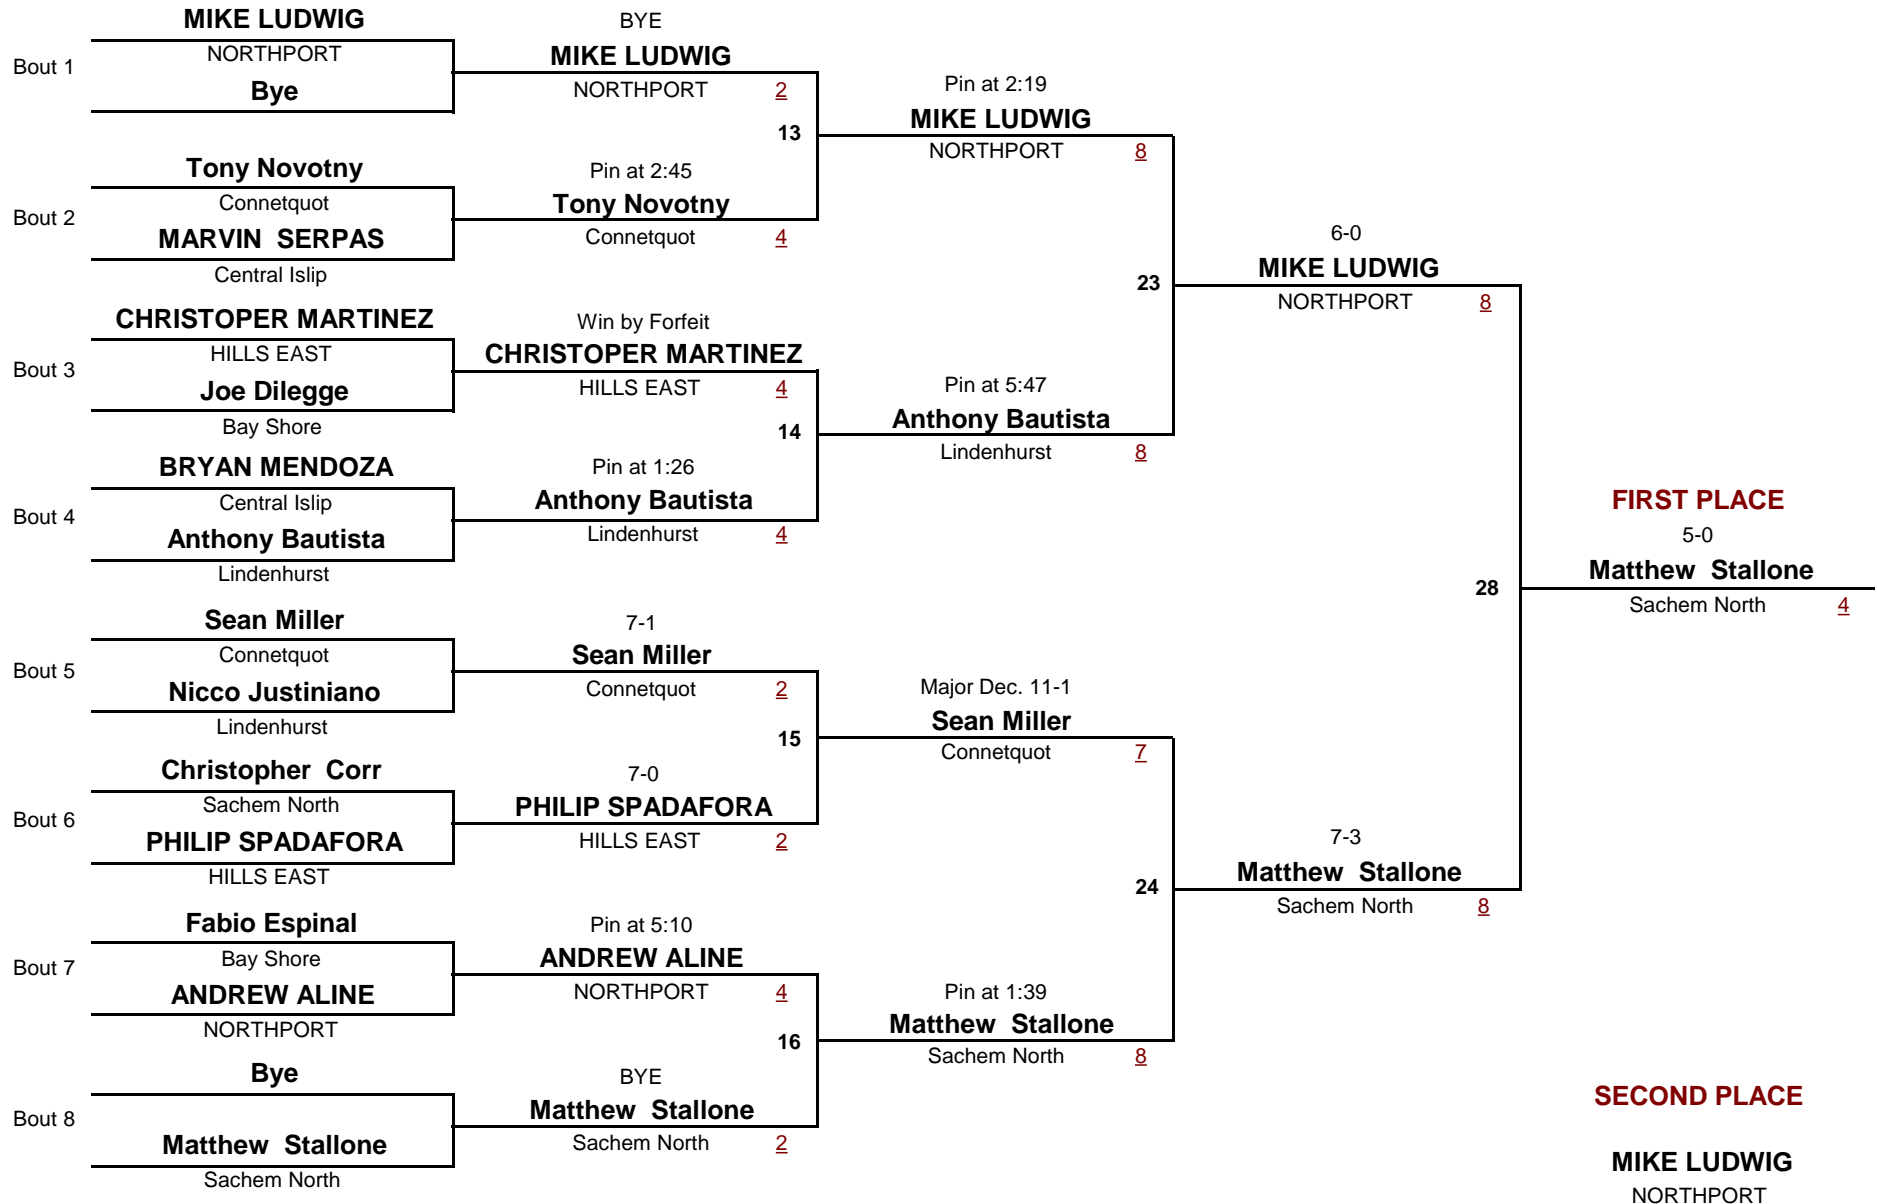 MIKE LUDWIG
NORTHPORT
Bout 1
Bye
Tony Novotny
Connetquot
Bout 2
MARVIN  SERPAS
Central Islip
CHRISTOPER MARTINEZ
HILLS EAST
Bout 3
Joe Dilegge
Bay Shore
BRYAN MENDOZA
Central Islip
Bout 4
Anthony Bautista
Lindenhurst
Sean Miller
Connetquot
Bout 5
Nicco Justiniano
Lindenhurst
Christopher  Corr
Sachem North
Bout 6
PHILIP SPADAFORA
HILLS EAST
Fabio Espinal
Bay Shore
Bout 7
ANDREW ALINE
NORTHPORT
Bye
Bout 8
Matthew  Stallone
Sachem North
BYE
MIKE LUDWIG
NORTHPORT 2
13
Pin at 2:45
Tony Novotny
Connetquot 4
Win by Forfeit
CHRISTOPER MARTINEZ
HILLS EAST 4
14
Pin at 1:26
Anthony Bautista
Lindenhurst 4
7-1
Sean Miller
Connetquot 2
15
7-0
PHILIP SPADAFORA
HILLS EAST 2
Pin at 5:10
ANDREW ALINE
NORTHPORT 4
16
BYE
Matthew  Stallone
Sachem North 2
Pin at 2:19
MIKE LUDWIG
NORTHPORT 8
23
Pin at 5:47
Anthony Bautista
Lindenhurst 8
Major Dec. 11-1
Sean Miller
Connetquot 7
24
Pin at 1:39
Matthew  Stallone
Sachem North 8
6-0
MIKE LUDWIG
NORTHPORT 8
28
7-3
Matthew  Stallone
Sachem North 8
FIRST PLACE
5-0
Matthew  Stallone
Sachem North 4
SECOND PLACE
MIKE LUDWIG
NORTHPORT